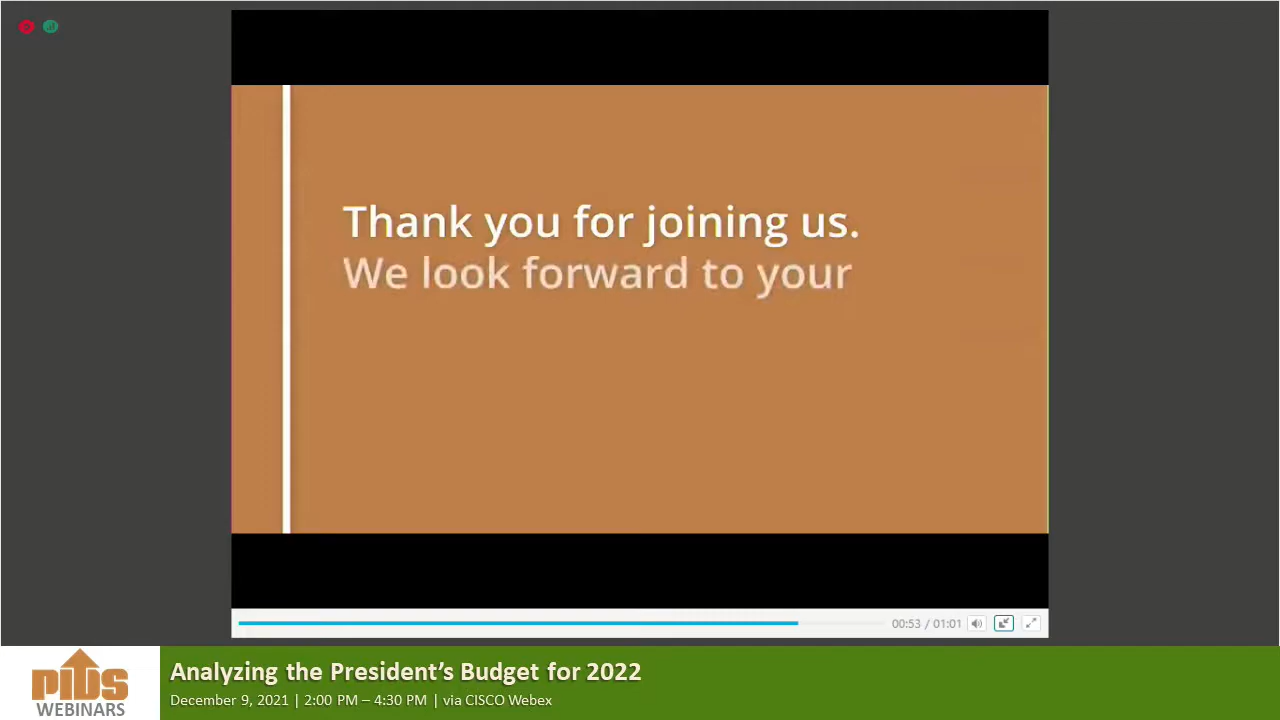 Thank you for joining us.
We look forward to your
00:53 / 01:01
PIDS
WEBINARS
Analyzing the President’s Budget for 2022
December 9, 2021 | 2:00 PM – 4:30 PM | via CISCO Webex